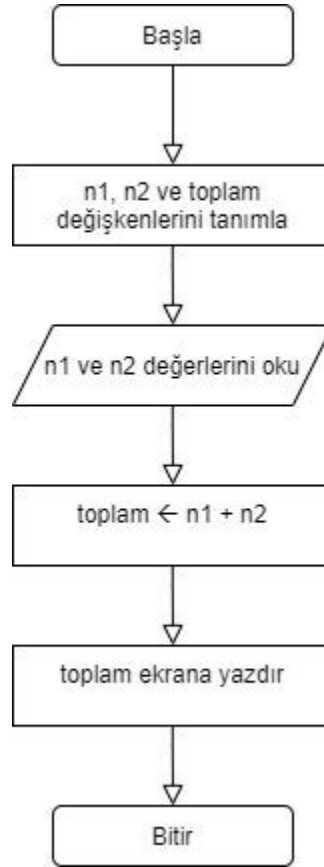 Başla
n1, n2 ve toplam
değişkenlerini tanımla
n1 ve n2 değerlerini oku
toplam ← n1 + n2
toplam ekrana yazdır
Bitir